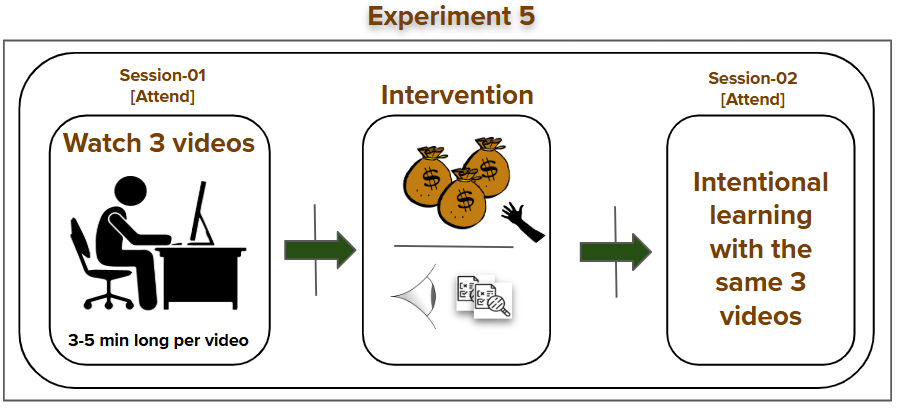 Experiment 5
Session-01
[Attend]
Watch 3 videos
3-5 min long per video
Intervention
$
$
$
Session-02
[Attend]
Intentional
learning
with the
same 3
videos